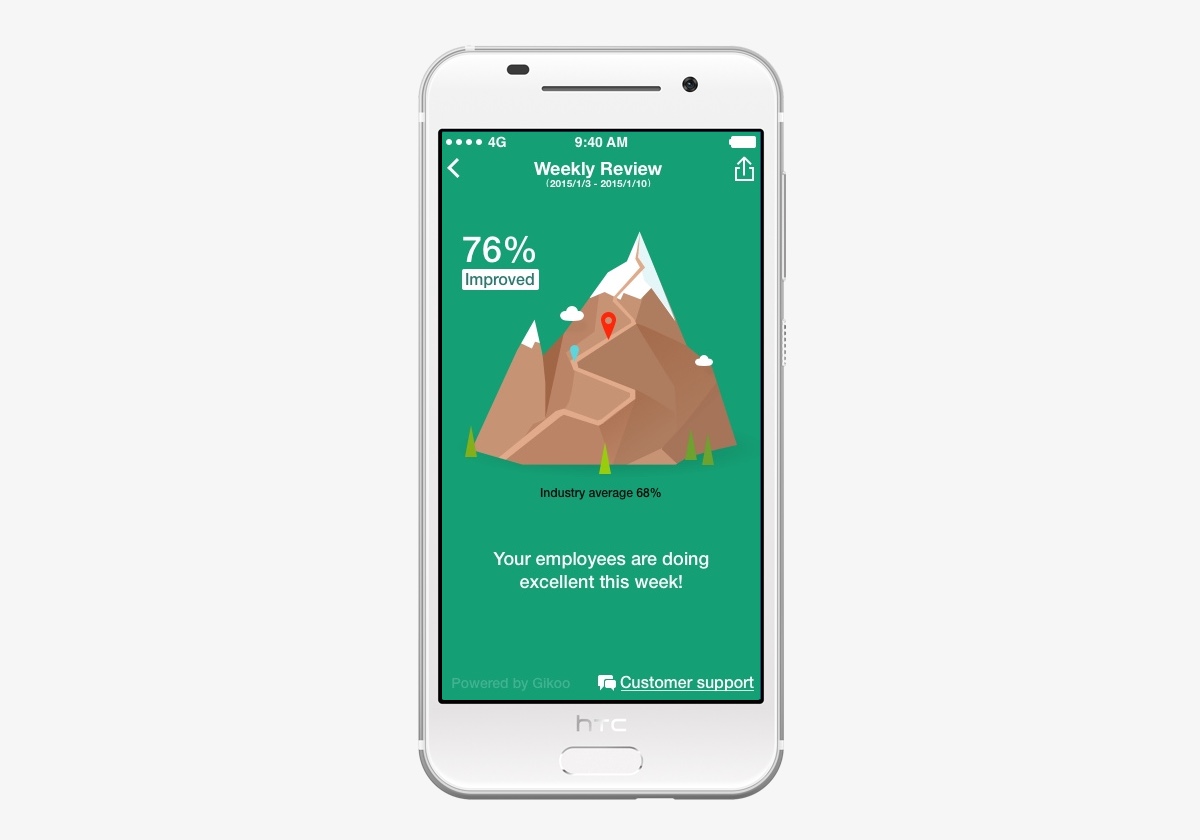 4G 9:40 AM
Weekly Review
(2015/1/3 - 2015/1/10)
76%
Improved
Industry average 68%
Your employees are doing
excellent this week!
Powered by Gikoo Customer support
hTC